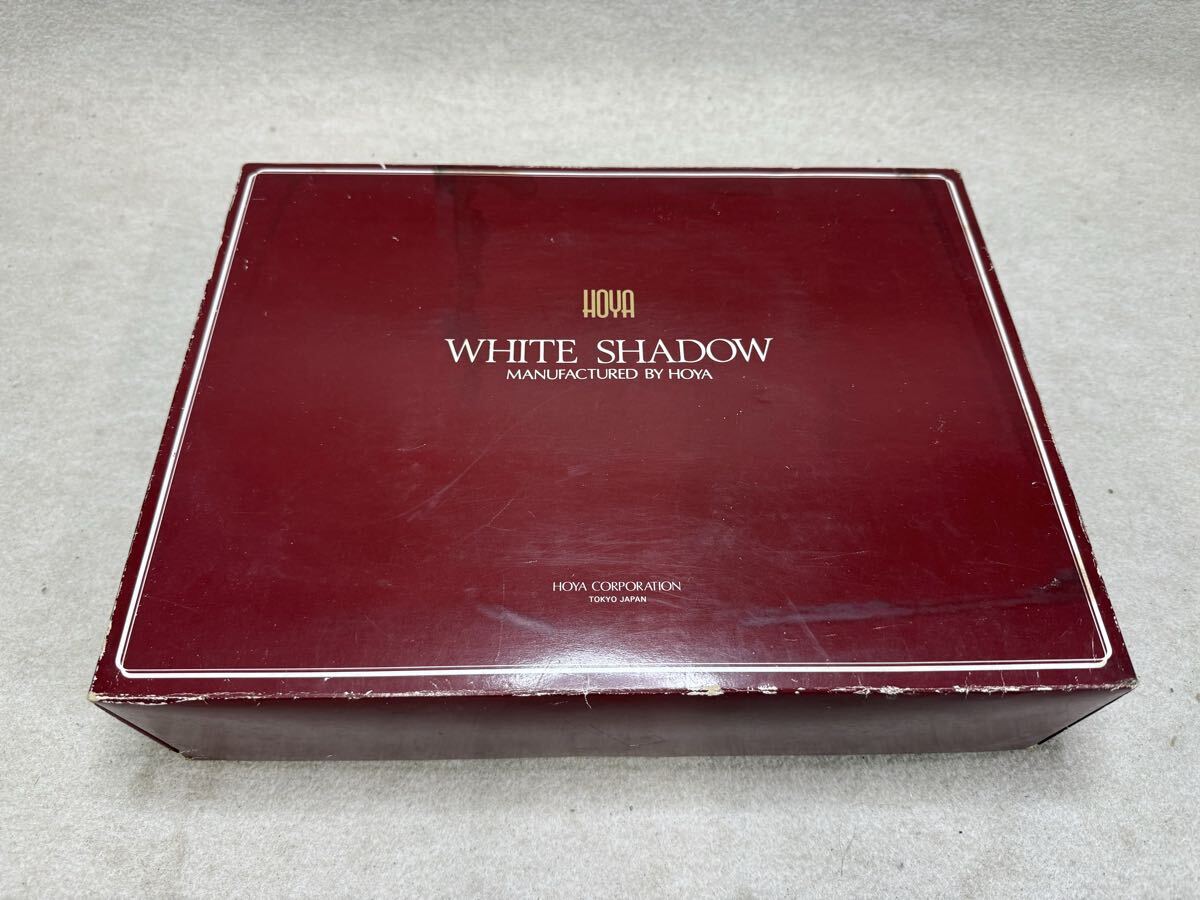 HOYA
WHITE SHADOW
MANUFACTURED BY HOYA
HOYA CORPORATION
TOKYO JAPAN